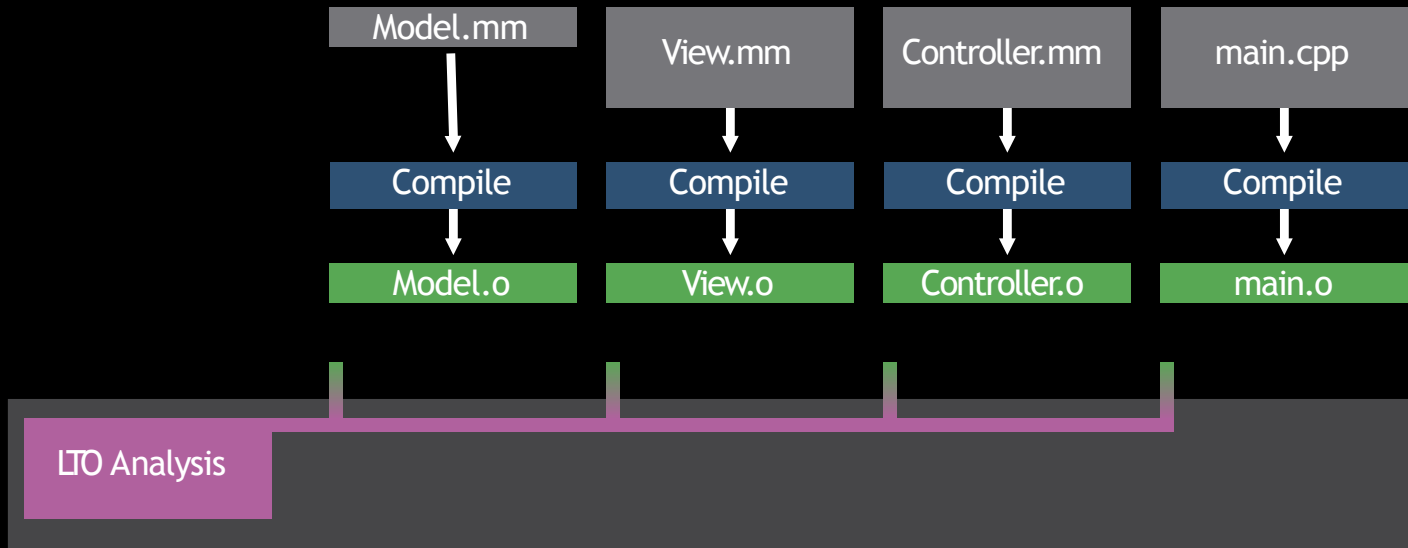 Model.mm
View.mm
Controller.mm
main.cpp
Compile
Compile
Compile
Compile
Model.o
View.o
Controller.o
main.o
LTO Analysis